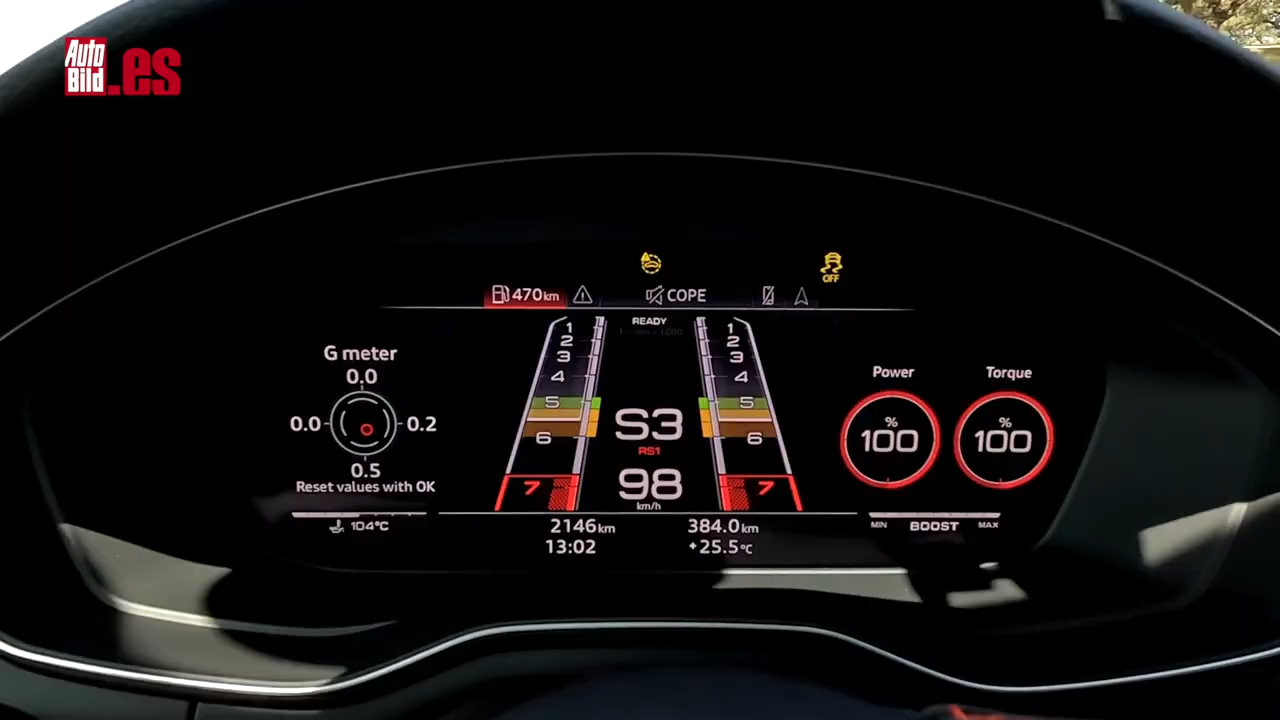 Auto
Bild
.es
OFF
470km
COPE
READY
G meter
0.0
0.0
0.2
0.5
Reset values with OK
104°C
1
2
3
4
5
6
7
S3
RS1
98
km/h
1
2
3
4
5
6
7
Power
%
100
Torque
%
100
MIN BOOST MAX
2146km
384.0km
13:02
+25.5°C